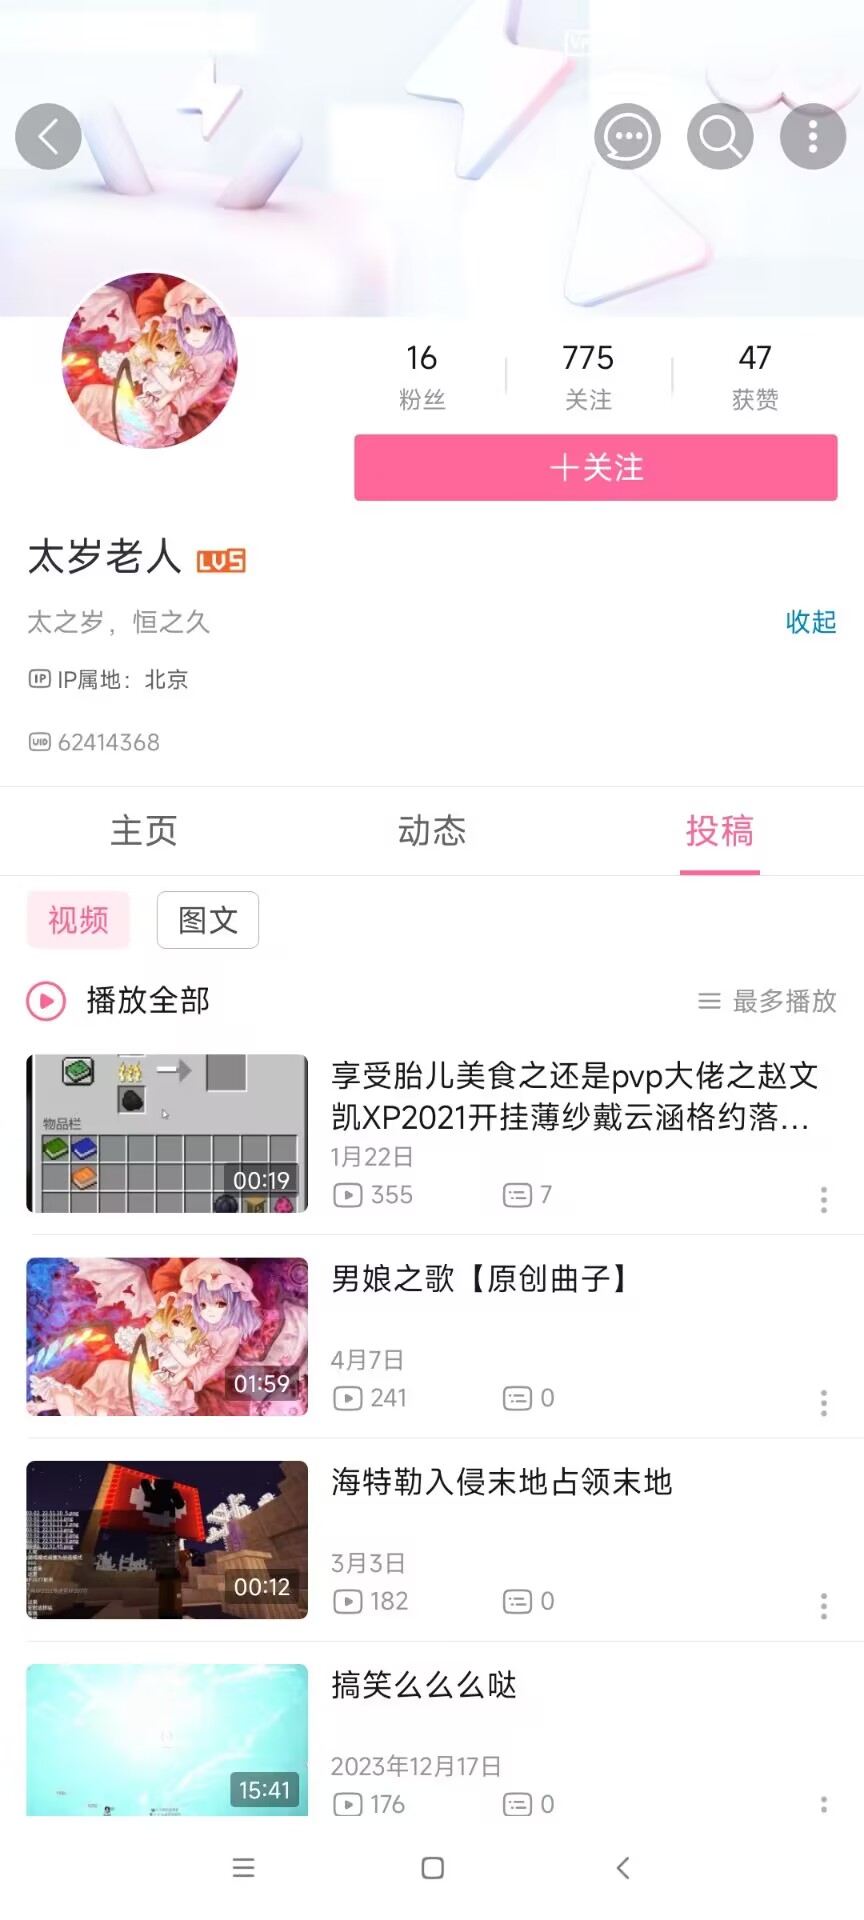 16
775
47
粉丝
关注
获赞
十关注
太岁老人 LV5
太之岁，恒之久
收起
IP IP属地：北京
UID 62414368
主页
动态
投稿
视频
图文
播放全部
最多播放
物品栏
00:19
享受胎儿美食之还是pvp大佬之赵文
凯XP2021开挂薄纱戴云涵格约落...
1月22日
355
7
01:59
男娘之歌【原创曲子】
4月7日
241
0
00:12
海特勒入侵末地占领末地
3月3日
182
0
15:41
搞笑么么么哒
2023年12月17日
176
0